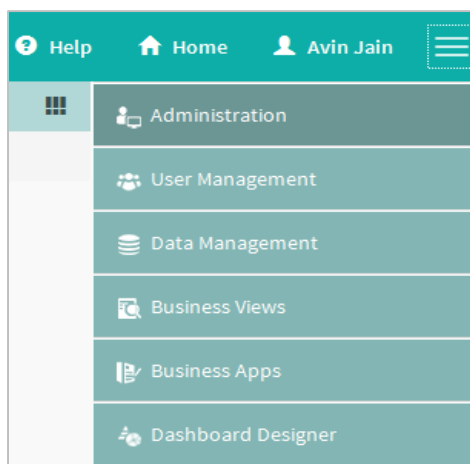 Help Home Avin Jain
Administration
User Management
Data Management
Business Views
Business Apps
Dashboard Designer